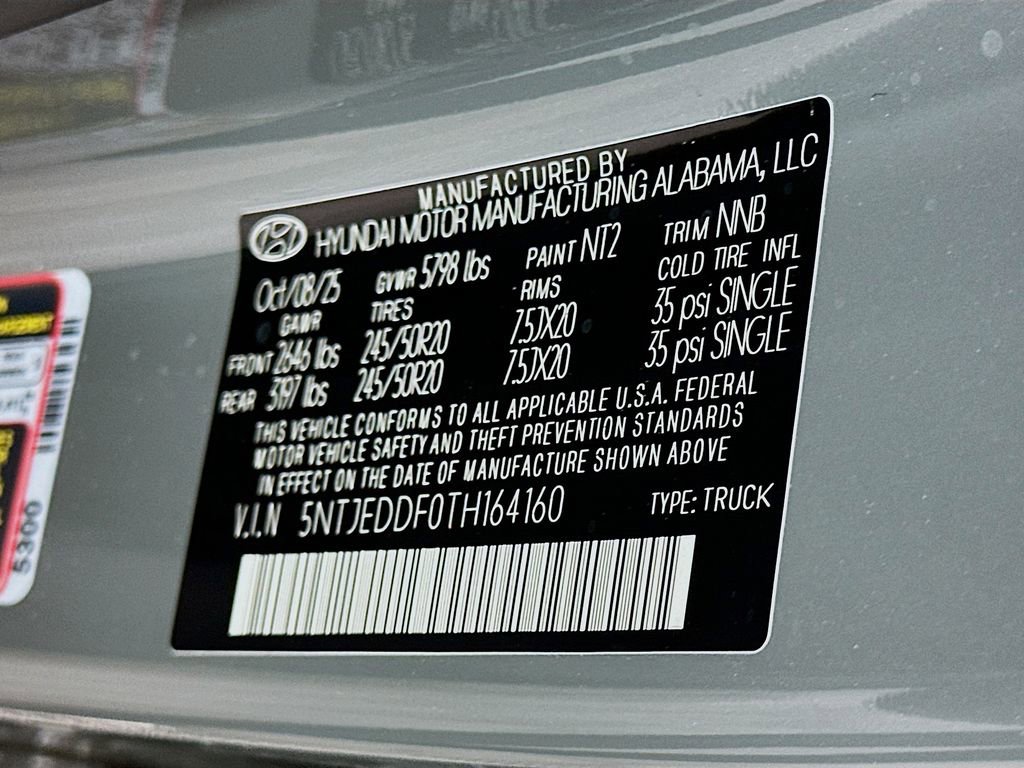 MANUFACTURED BY
HYUNDAI MOTOR MANUFACTURING ALABAMA, LLC
Oct/08/25 GVWR 5798 lbs PAINT NT2 TRIM NNB
GAWR TIRES RIMS COLD TIRE INFL
FRONT 2646 lbs 245/50R20 7.5JX20 35 psi SINGLE
REAR 3197 lbs 245/50R20 7.5JX20 35 psi SINGLE
THIS VEHICLE CONFORMS TO ALL APPLICABLE U.S.A. FEDERAL
MOTOR VEHICLE SAFETY AND THEFT PREVENTION STANDARDS
IN EFFECT ON THE DATE OF MANUFACTURE SHOWN ABOVE
V.I.N 5NTJEDDF0TH164160 TYPE: TRUCK
5300